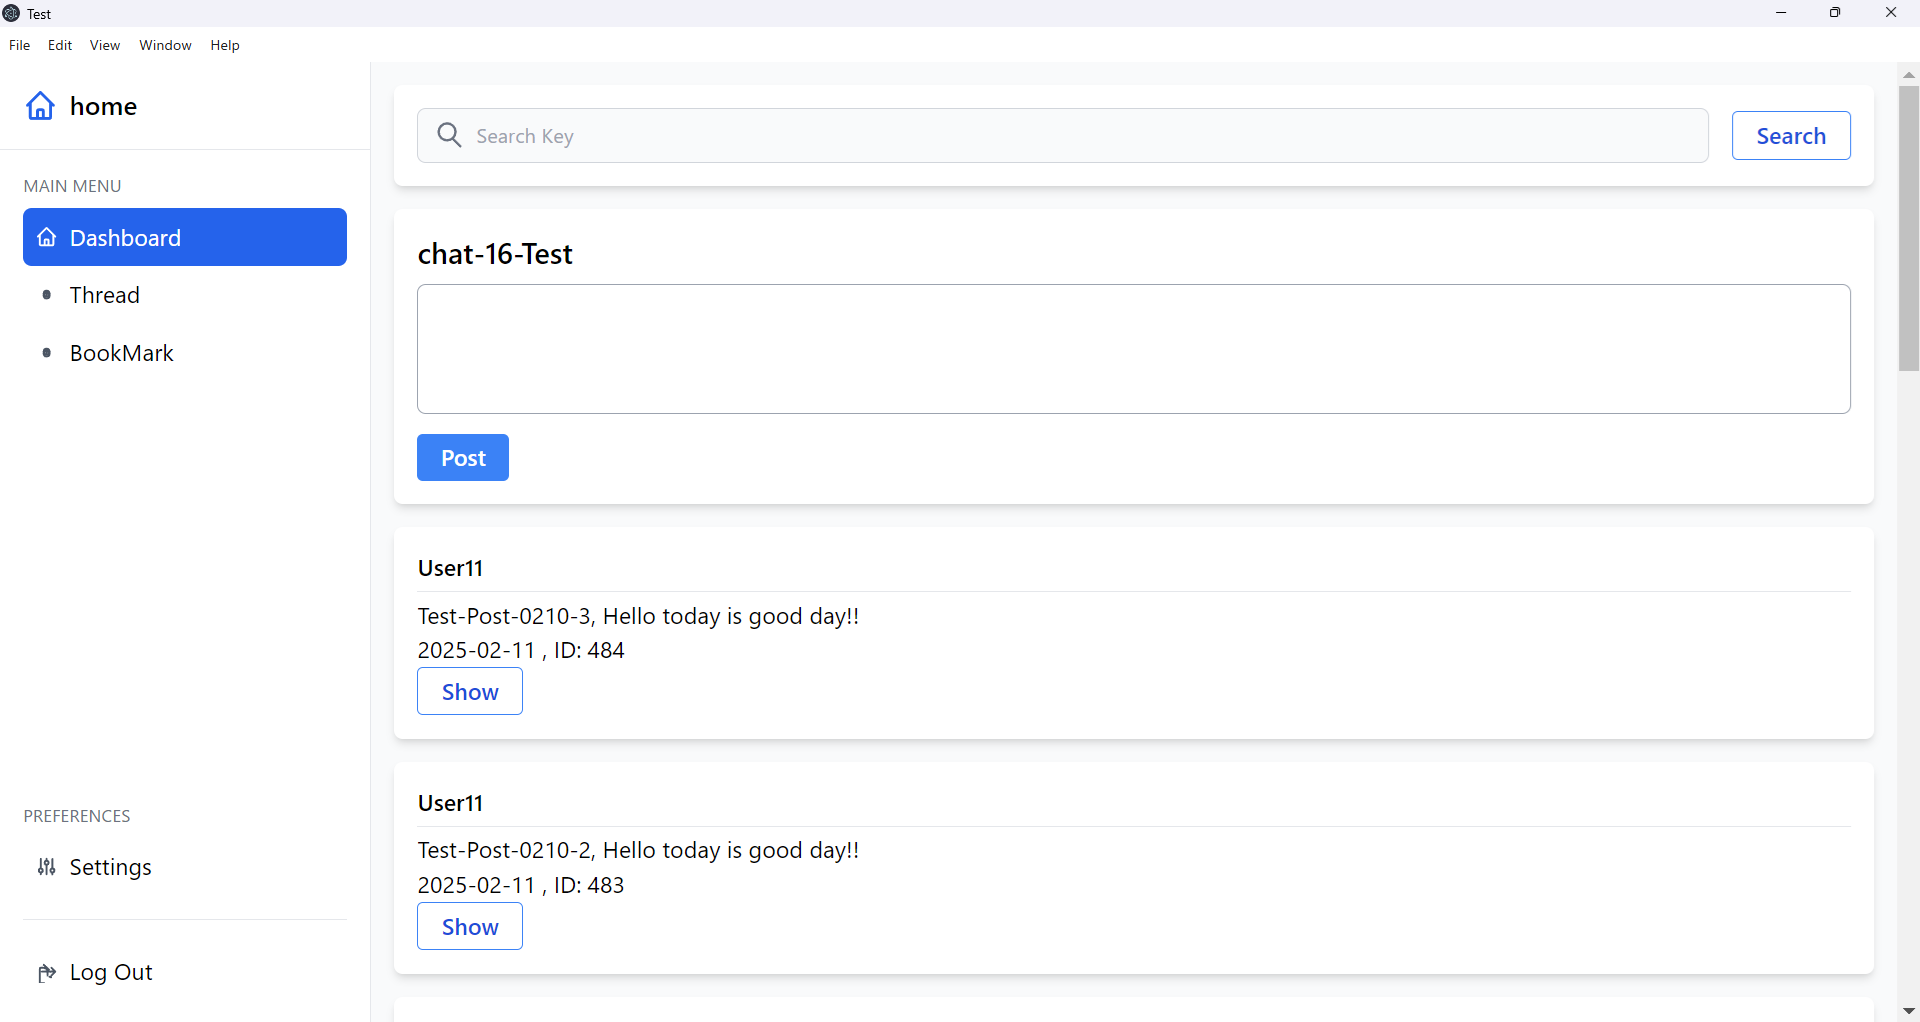 Test
File Edit View Window Help
home
MAIN MENU
Dashboard
Thread
BookMark
PREFERENCES
Settings
Log Out
Search Key
Search
chat-16-Test
Post
User11
Test-Post-0210-3, Hello today is good day!!
2025-02-11 , ID: 484
Show
User11
Test-Post-0210-2, Hello today is good day!!
2025-02-11 , ID: 483
Show